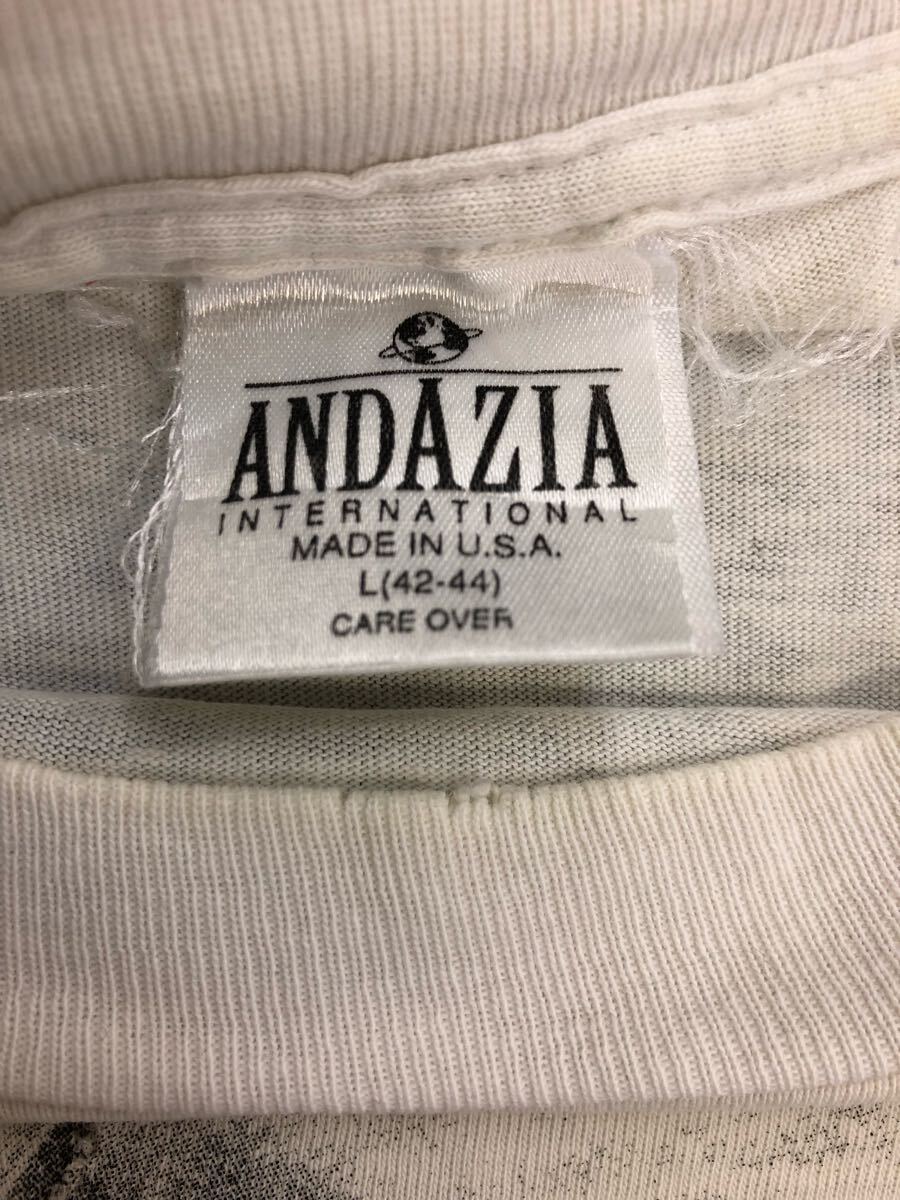 ANDAZIA
INTERNATIONAL
MADE IN U.S.A.
L(42-44)
CARE OVER